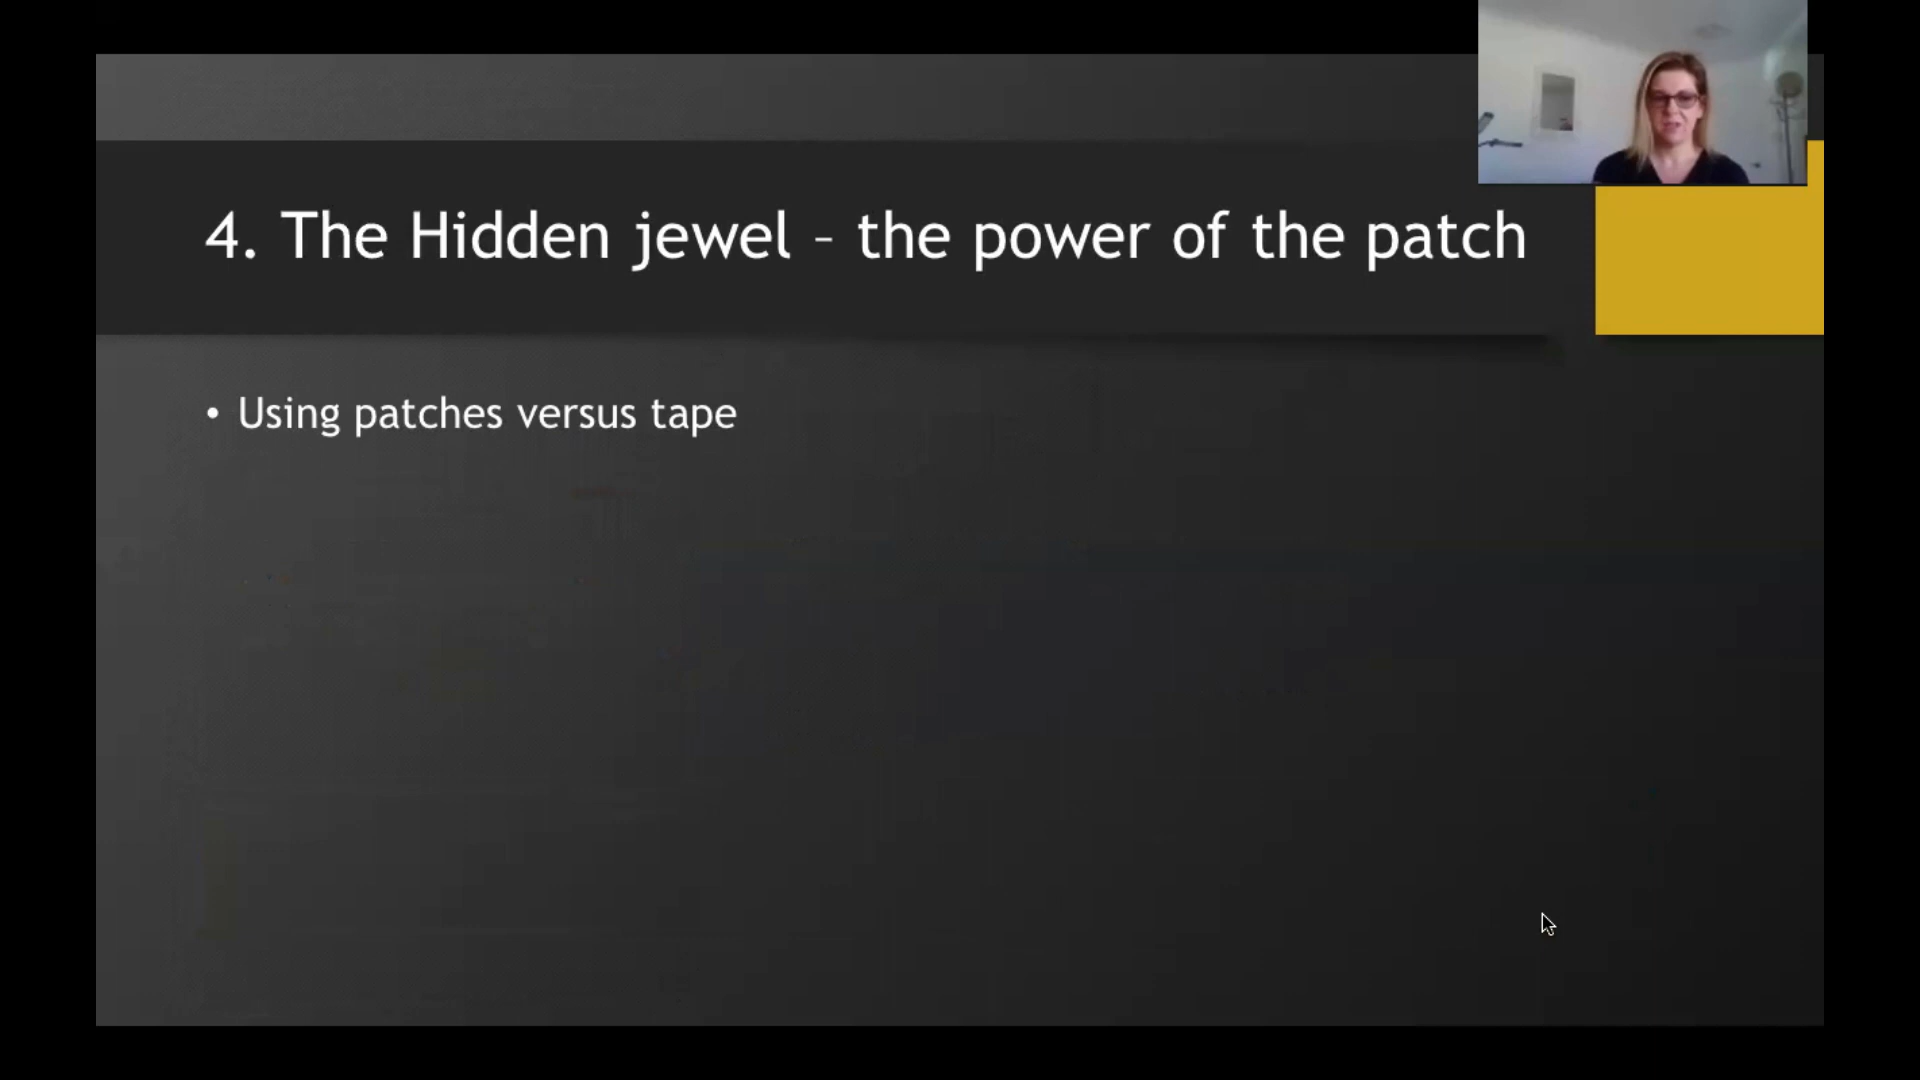 4. The Hidden jewel – the power of the patch
• Using patches versus tape